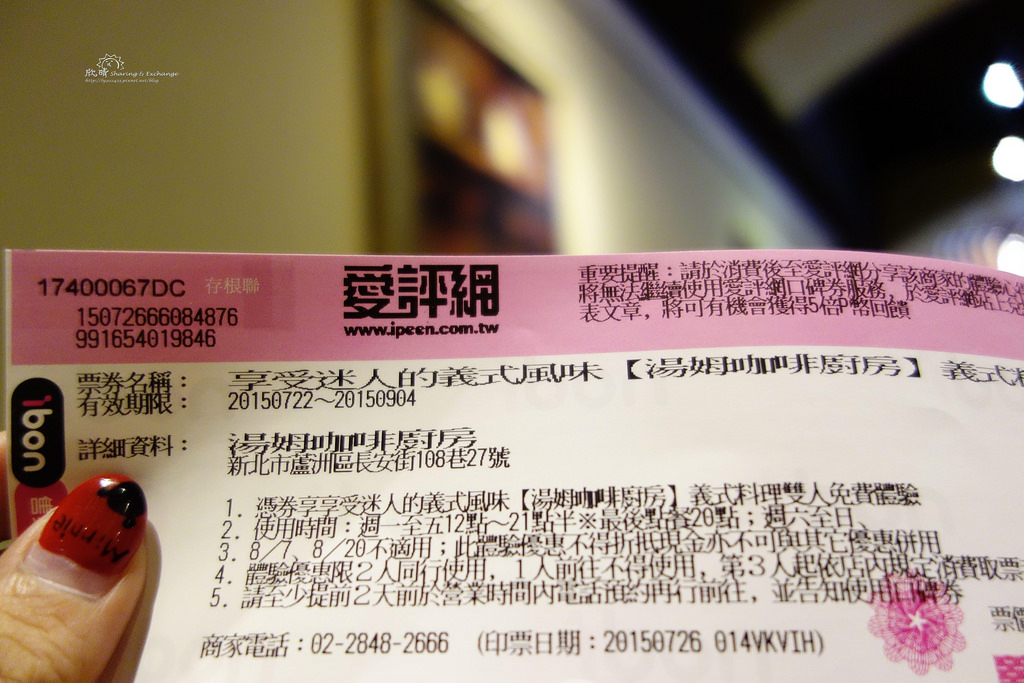 欣晴 Sharing & Exchange
17400067DC 存根聯
15072666084876
991654019846
愛評網
www.ipeen.com.tw
重要提醒：請於消費後至愛評網分享該商家的體驗
將無法繼續使用愛評網口碑券服務，於愛評網站上
表文章，將可有機會獲得5倍P幣回饋
ibon
票券名稱： 享受迷人的義式風味【湯姆咖啡廚房】義式料
有效期限： 20150722～20150904
詳細資料： 湯姆咖啡廚房
新北市蘆洲區長安街108巷27號
1. 憑券享享受迷人的義式風味【湯姆咖啡廚房】義式料理雙人免費體驗
2. 使用時間：週一至五12點～21點半※最後點餐20點；週六全日、
3. 8/7、8/20不適用；此體驗優惠不得折抵現金亦不可與其它優惠併用
4. 體驗優惠限2人同行使用，1人前往不得使用，第3人起依店內規定消費
5. 請至少提前2天前於營業時間內電話預約再行前往，並告知使用口碑券
取票
票價
商家電話：02-2848-2666 (印票日期：20150726 014VKVIH)
Minnie